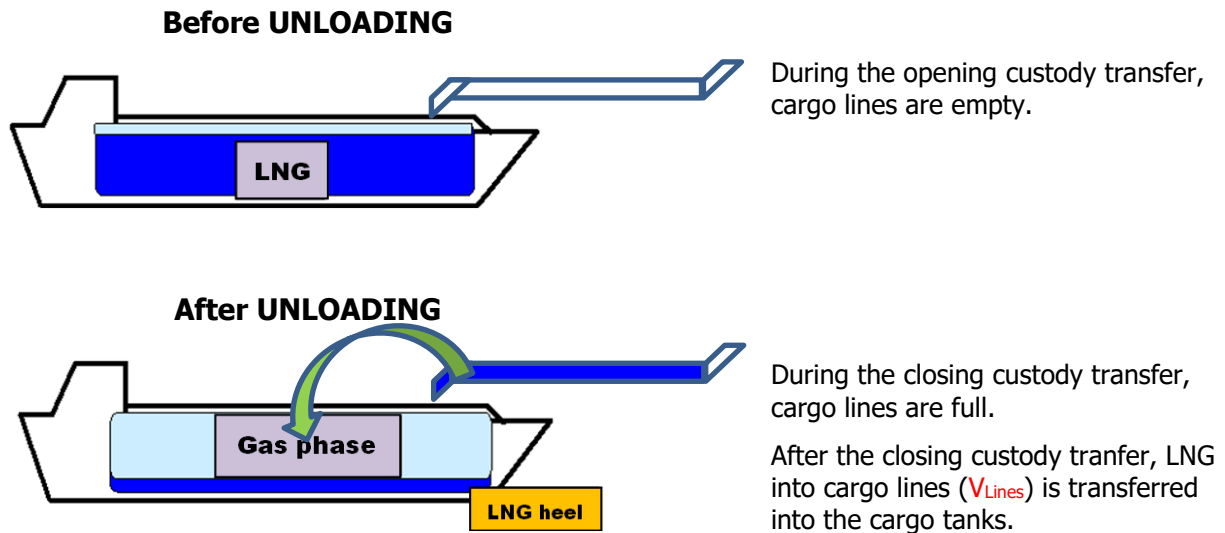 Before UNLOADING
During the opening custody transfer,
cargo lines are empty.
LNG
After UNLOADING
During the closing custody transfer,
cargo lines are full.
Gas phase
After the closing custody tranfer, LNG
into cargo lines (VLines) is transferred
into the cargo tanks.
LNG heel